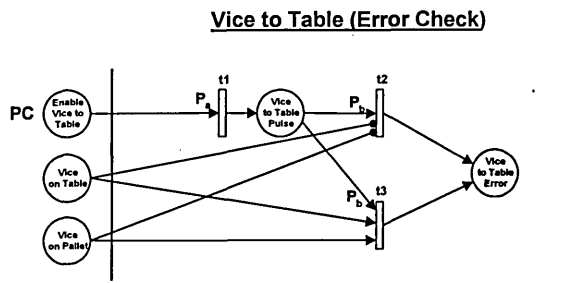 Vice to Table (Error Check)
t1
t2
Enable
Vice to
Table
PC
Pa
Vice
to Table
Pulse
Pb
Vice
on Table
Vice
to Table
Error
Pb
t3
Vice
on Pallet